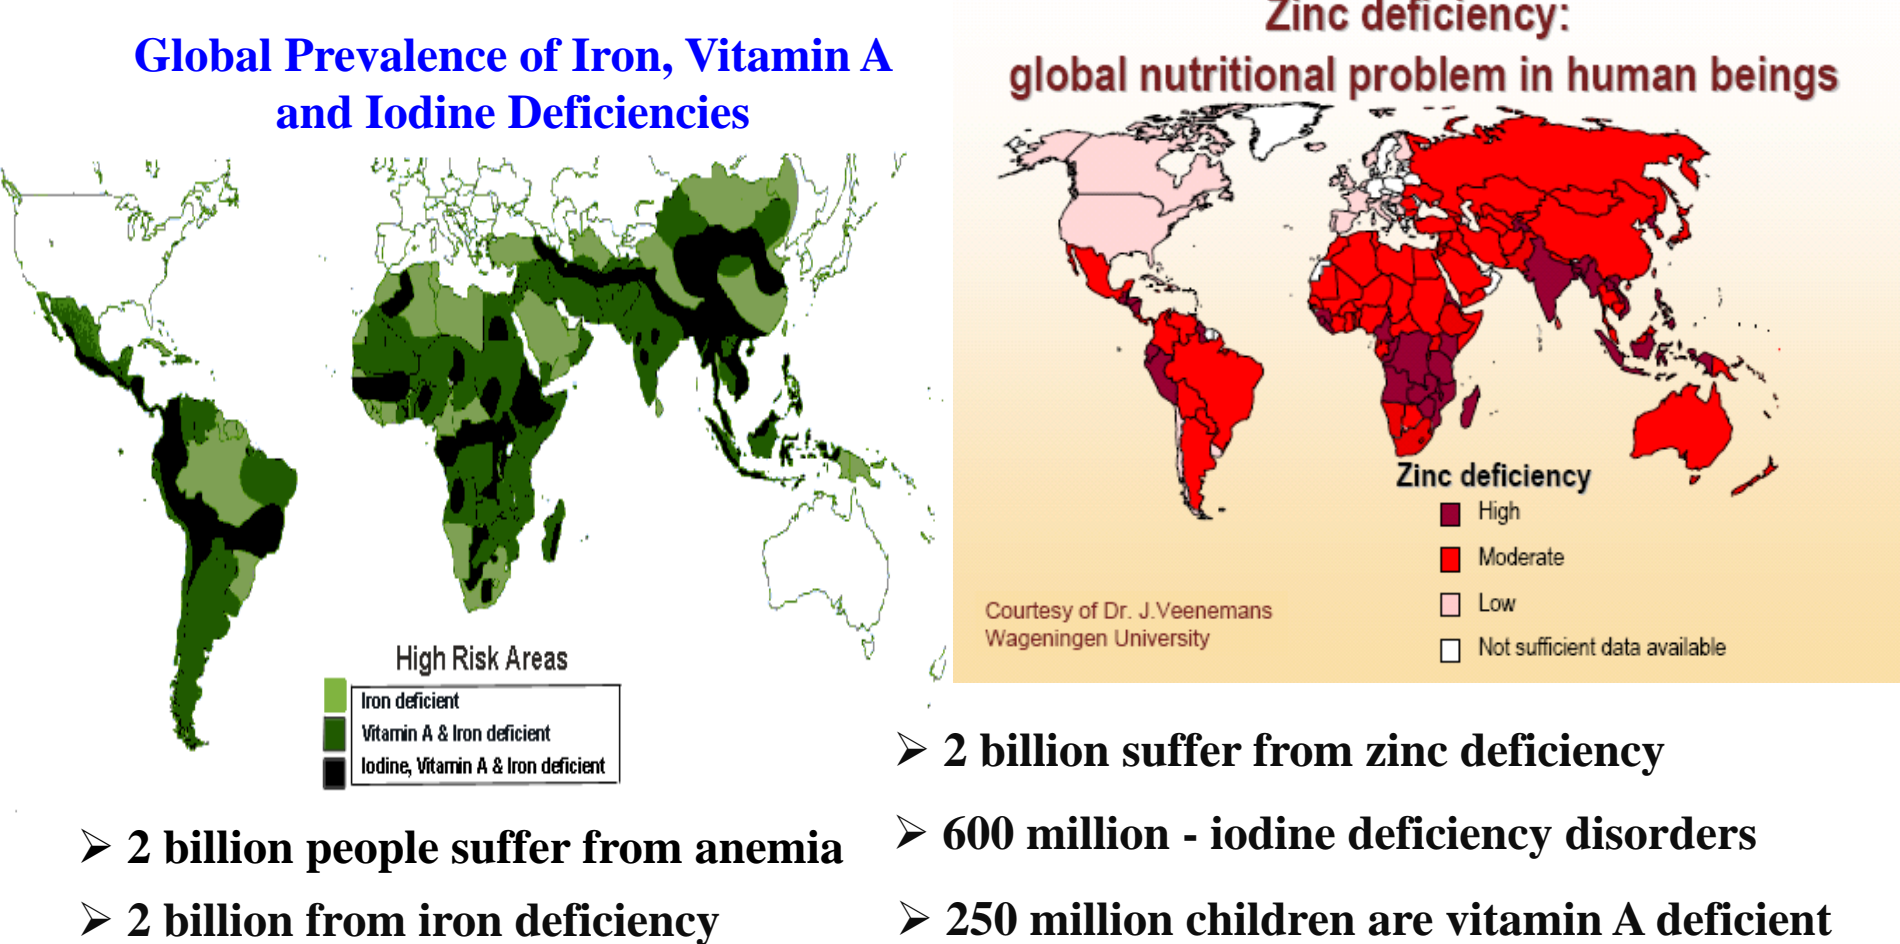 Global Prevalence of Iron, Vitamin A
and Iodine Deficiencies
High Risk Areas
Iron deficient
Vitamin A & Iron deficient
Iodine, Vitamin A & Iron deficient
➢ 2 billion people suffer from anemia
➢ 2 billion from iron deficiency
Zinc deficiency:
global nutritional problem in human beings
Zinc deficiency
High
Moderate
Low
Not sufficient data available
Courtesy of Dr. J.Veenemans
Wageningen University
➢ 2 billion suffer from zinc deficiency
➢ 600 million - iodine deficiency disorders
➢ 250 million children are vitamin A deficient